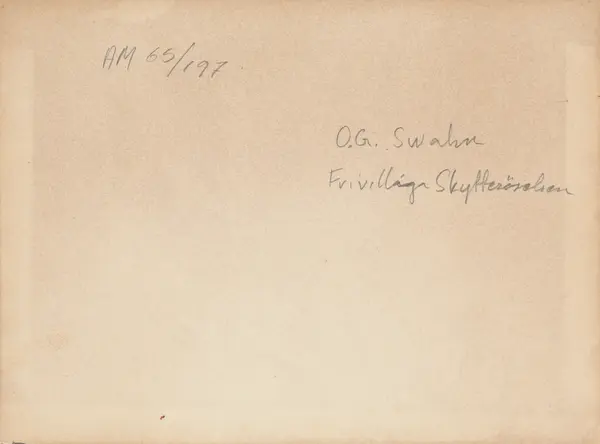 AM 65/197
O.G. Swahn
Frivilliga Skytterörelsen